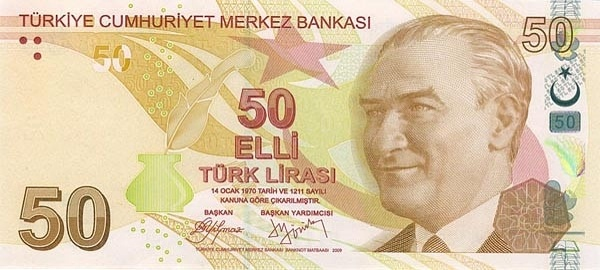 TÜRKİYE CUMHURİYET MERKEZ BANKASI
50
50
50
50
ELLİ
TÜRK LİRASI
14 OCAK 1970 TARİH VE 1211 SAYILI
KANUNA GÖRE ÇIKARILMIŞTIR.
BAŞKAN BAŞKAN YARDIMCISI
50
TÜRKİYE CUMHURİYET MERKEZ BANKASI BANKNOT MATBAASI 2009